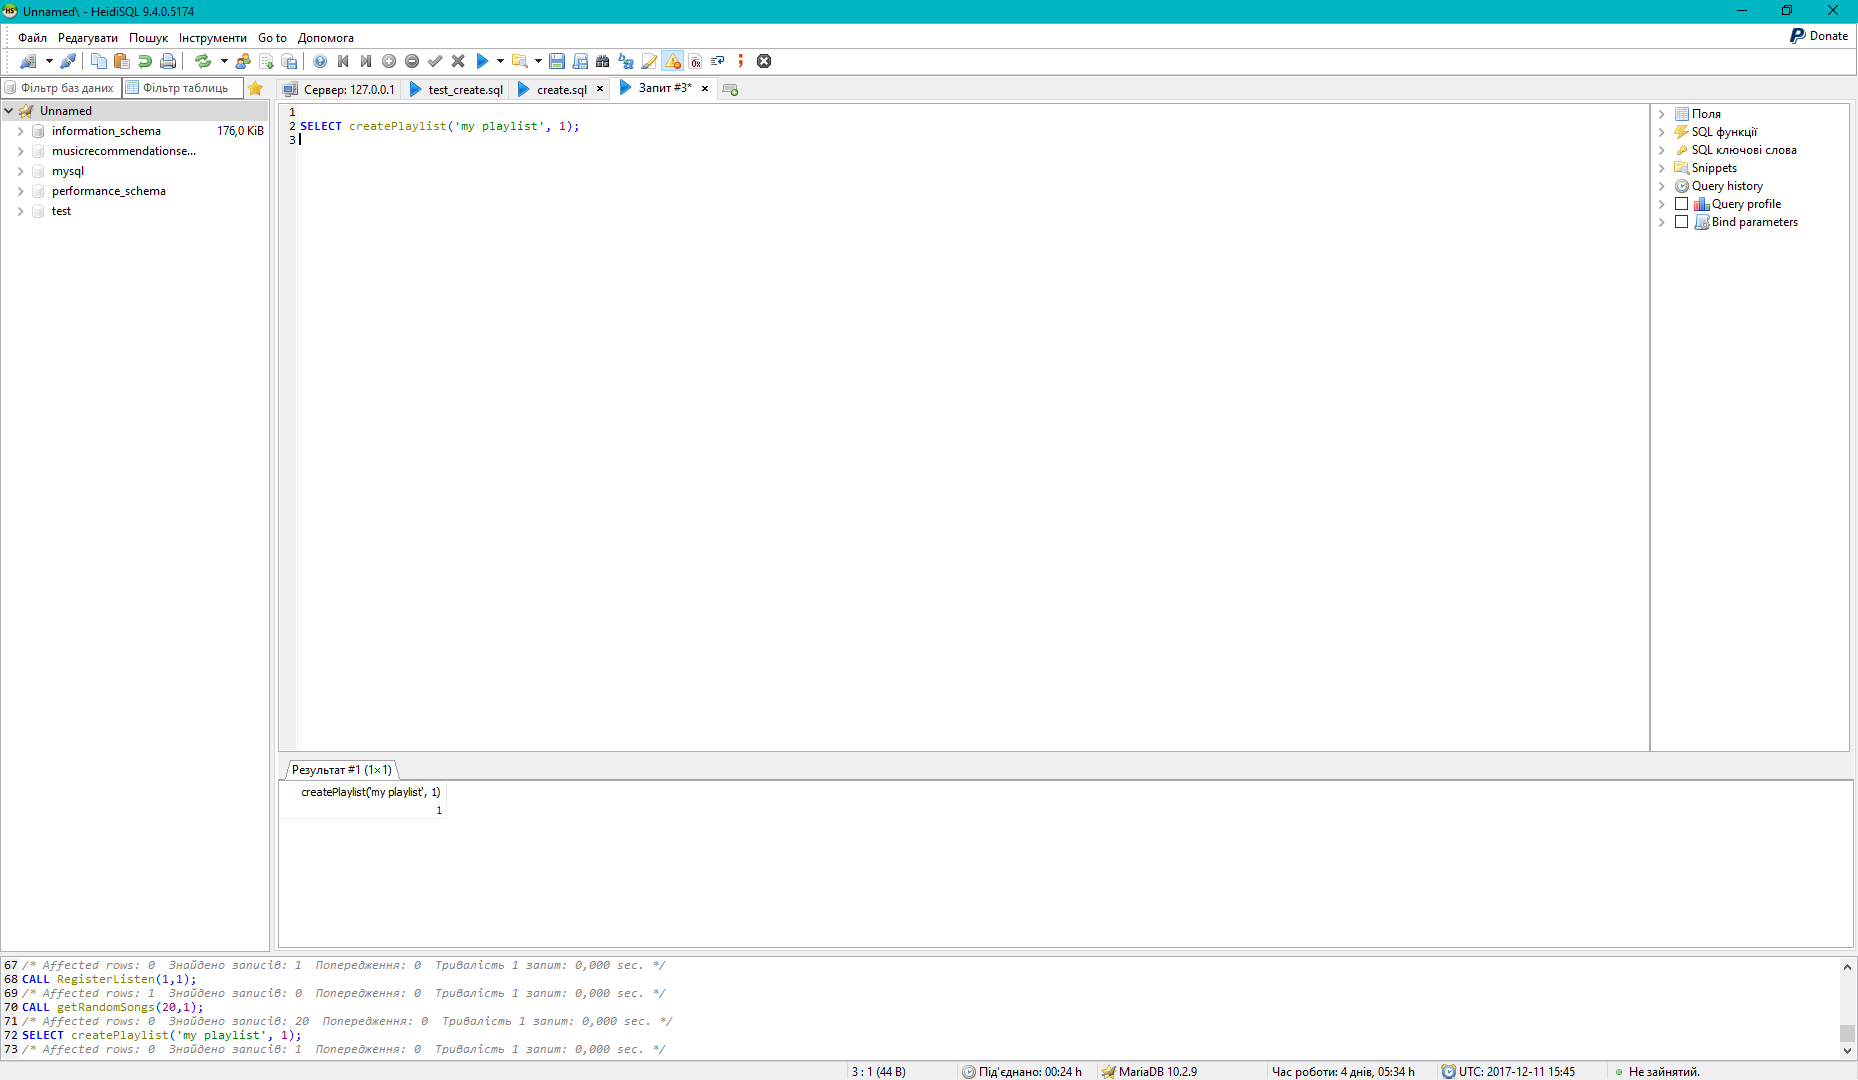 Unnamed\ - HeidiSQL 9.4.0.5174
Файл Редагувати Пошук Інструменти Go to Допомога
Donate
Фільтр баз даних Фільтр таблиць
Сервер: 127.0.0.1 test_create.sql create.sql Запит #3*
Unnamed
information_schema 176,0 KiB
musicrecommendationse...
mysql
performance_schema
test
1
2 SELECT createPlaylist('my playlist', 1);
3
Поля
SQL функції
SQL ключові слова
Snippets
Query history
Query profile
Bind parameters
Результат #1 (1×1)
createPlaylist('my playlist', 1)
1
67 /* Affected rows: 0  Знайдено записів: 1  Попередження: 0  Тривалість 1 запит: 0,000 sec. */
68 CALL RegisterListen(1,1);
69 /* Affected rows: 1  Знайдено записів: 0  Попередження: 0  Тривалість 1 запит: 0,000 sec. */
70 CALL getRandomSongs(20,1);
71 /* Affected rows: 0  Знайдено записів: 20  Попередження: 0  Тривалість 1 запит: 0,000 sec. */
72 SELECT createPlaylist('my playlist', 1);
73 /* Affected rows: 0  Знайдено записів: 1  Попередження: 0  Тривалість 1 запит: 0,000 sec. */
3 : 1 (44 B) Під'єднано: 00:24 h MariaDB 10.2.9 Час роботи: 4 днів, 05:34 h UTC: 2017-12-11 15:45 Не зайнятий.